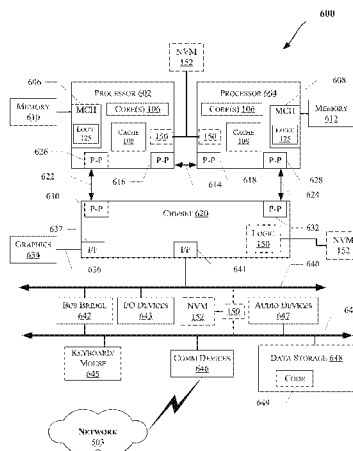 600
NVM
152
606
PROCESSOR 602
PROCESSOR 604
608
MEMORY
610
MCH
LOGIC
125
CORE(S) 106
CACHE
108
150
150
CORE(S) 106
CACHE
108
MCH
LOGIC
125
MEMORY
612
626
P-P
P-P
P-P
P-P
628
622
616
614
618
624
630
P-P
CHIPSET 620
P-P
632
637
LOGIC
150
NVM
152
GRAPHICS
634
I/F
I/F
636
641
640
BUS BRIDGE
642
I/O DEVICES
643
NVM
152
150
AUDIO DEVICES
647
KEYBOARD/
MOUSE
645
COMM DEVICES
646
DATA STORAGE 648
CODE
649
NETWORK
503